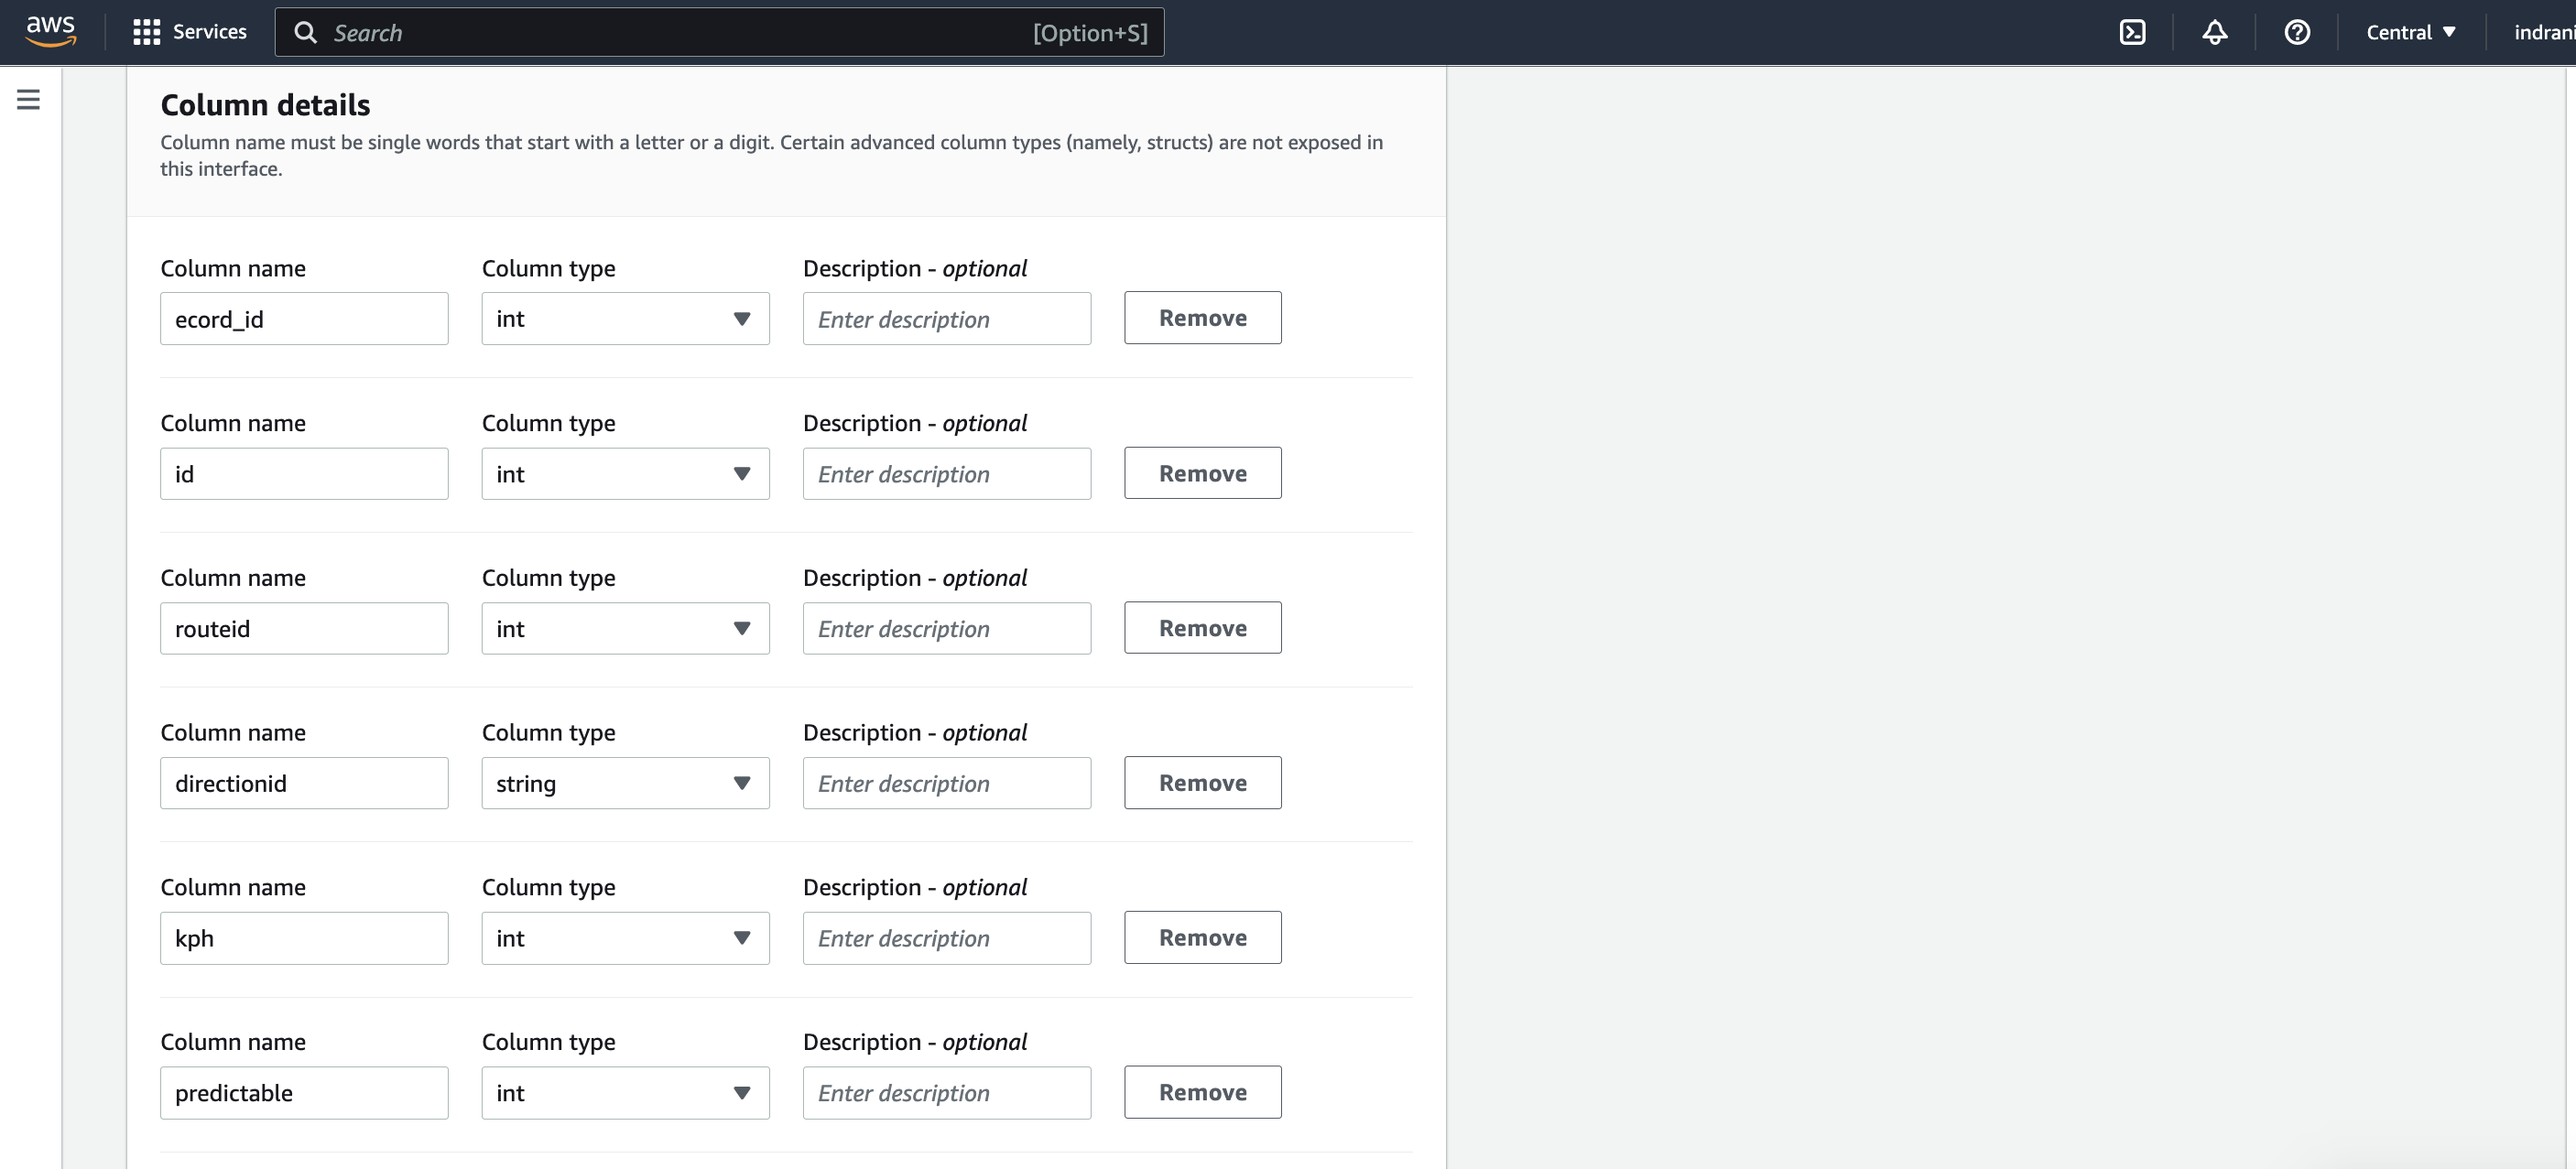 aws Services Search [Option+S] Central indrani
Column details
Column name must be single words that start with a letter or a digit. Certain advanced column types (namely, structs) are not exposed in
this interface.
Column name Column type Description - optional
ecord_id int Enter description Remove
Column name Column type Description - optional
id int Enter description Remove
Column name Column type Description - optional
routeid int Enter description Remove
Column name Column type Description - optional
directionid string Enter description Remove
Column name Column type Description - optional
kph int Enter description Remove
Column name Column type Description - optional
predictable int Enter description Remove